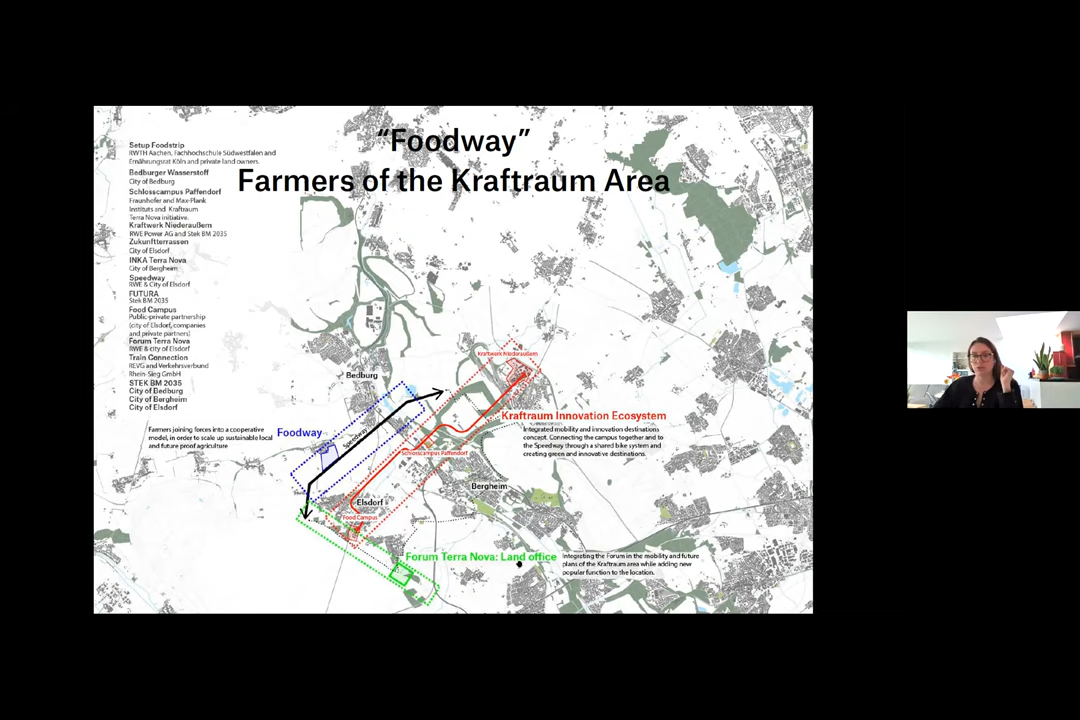 “Foodway”
Farmers of the Kraftraum Area
Setup Foodstrip
RWTH Aachen, Fachhochschule Südwestfalen and
Ernährungsrat Köln and private land owners.
Bedburger Wasserstoff
City of Bedburg
Schlosscampus Paffendorf
Fraunhofer and Max-Plank
Instituts and Kraftraum
Terra Nova initiative.
Kraftwerk Niederaußem
RWE Power AG and Stek BM 2035
Zukunftterrassen
City of Elsdorf
INKA Terra Nova
City of Bergheim
Speedway
RWE & City of Elsdorf
FUTURA
Stek BM 2035
Food Campus
Public-private partnership
(city of Elsdorf, companies
and private partners)
Forum Terra Nova
RWE & city of Elsdorf
Train Connection
REVG and Verkehrsverbund
Rhein-Sieg GmbH
STEK BM 2035
City of Bedburg
City of Bergheim
City of Elsdorf
Kraftwerk Niederaußem
Bedburg
Kraftraum Innovation Ecosystem
Integrated mobility and innovation destinations
concept. Connecting the campus together and to
the Speedway through a shared bike system and
creating green and innovative destinations.
Foodway
Farmers joining forces into a cooperative
model, in order to scale up sustainable local
and future proof agriculture
Speedway
Schlosscampus Paffendorf
Bergheim
Elsdorf
Food Campus
Forum Terra Nova: Land office
Integrating the Forum in the mobility and future
plans of the Kraftraum area while adding new
popular function to the location.